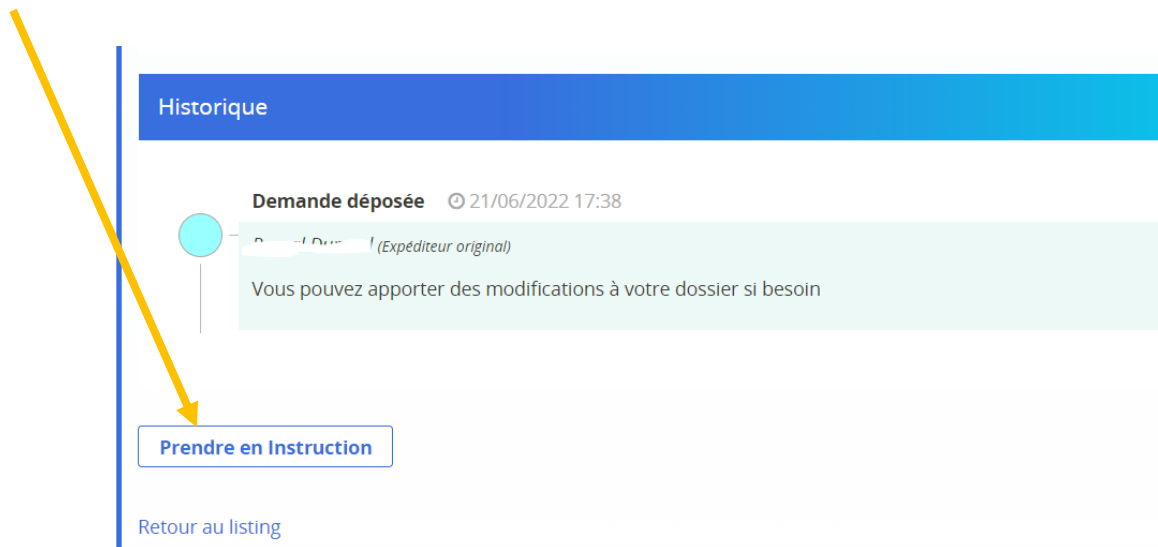 Historique
Demande déposée 21/06/2022 17:38
(Expéditeur original)
Vous pouvez apporter des modifications à votre dossier si besoin
Prendre en Instruction
Retour au listing